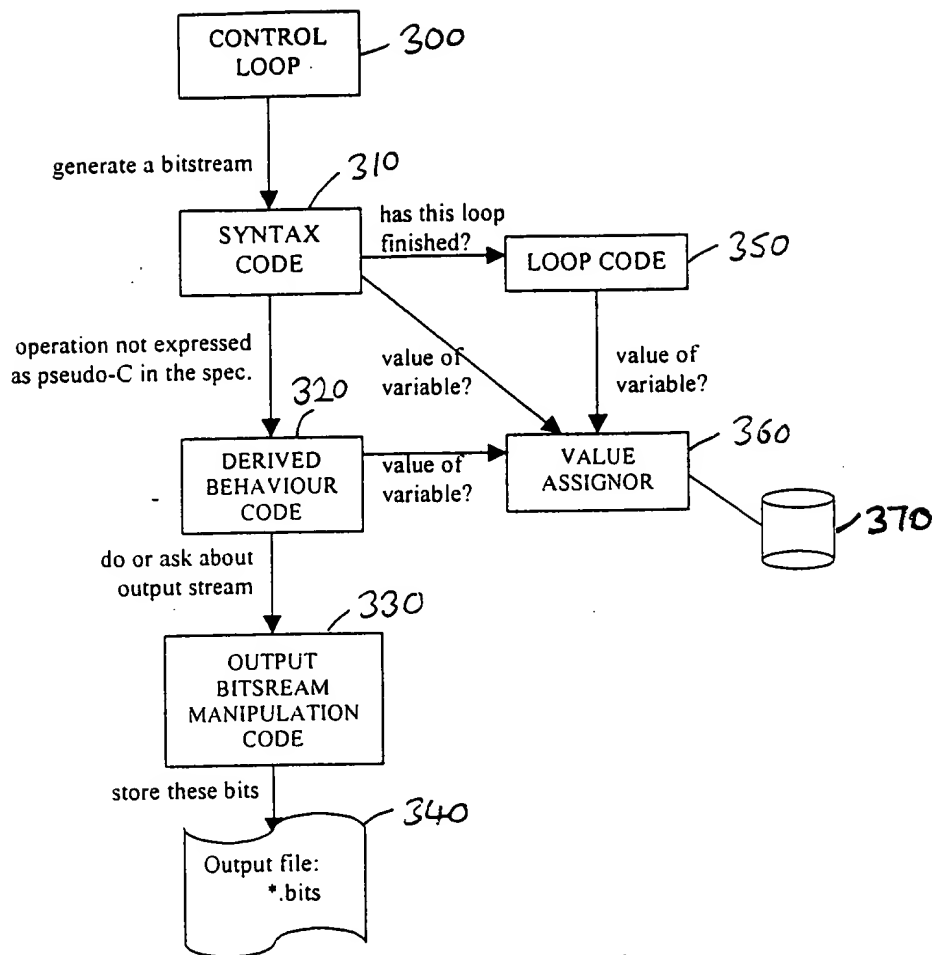 CONTROL
LOOP
300
generate a bitstream
310
SYNTAX
CODE
has this loop
finished?
LOOP CODE
350
operation not expressed
as pseudo-C in the spec.
value of
variable?
value of
variable?
320
DERIVED
BEHAVIOUR
CODE
value of
variable?
VALUE
ASSIGNOR
360
370
do or ask about
output stream
330
OUTPUT
BITSREAM
MANIPULATION
CODE
store these bits
340
Output file:
*.bits